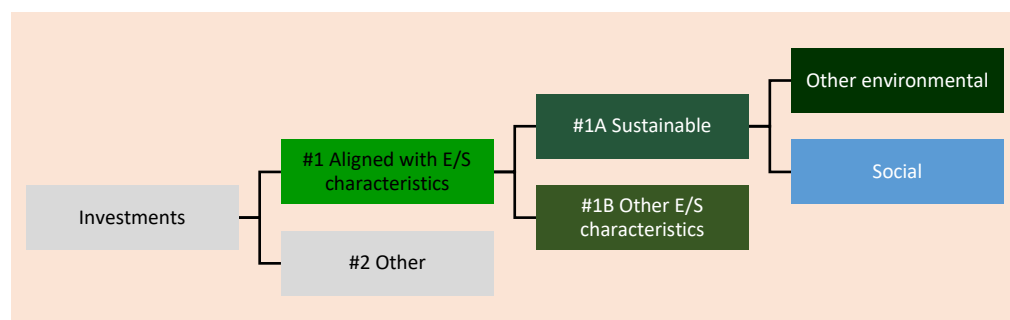 Investments
#1 Aligned with E/S
characteristics
#2 Other
#1A Sustainable
#1B Other E/S
characteristics
Other environmental
Social